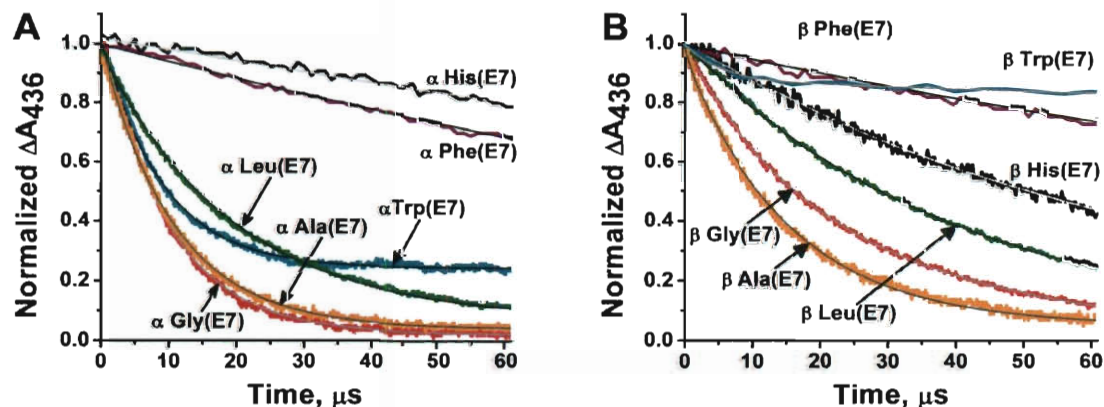 A
Normalized ΔA436
1.0
0.8
0.6
0.4
0.2
0.0
α His(E7)
α Phe(E7)
α Leu(E7)
αTrp(E7)
α Ala(E7)
α Gly(E7)
0 10 20 30 40 50 60
Time, μs
B
Normalized ΔA436
1.0
0.8
0.6
0.4
0.2
0.0
β Phe(E7)
β Trp(E7)
β His(E7)
β Gly(E7)
β Ala(E7)
β Leu(E7)
0 10 20 30 40 50 60
Time, μs